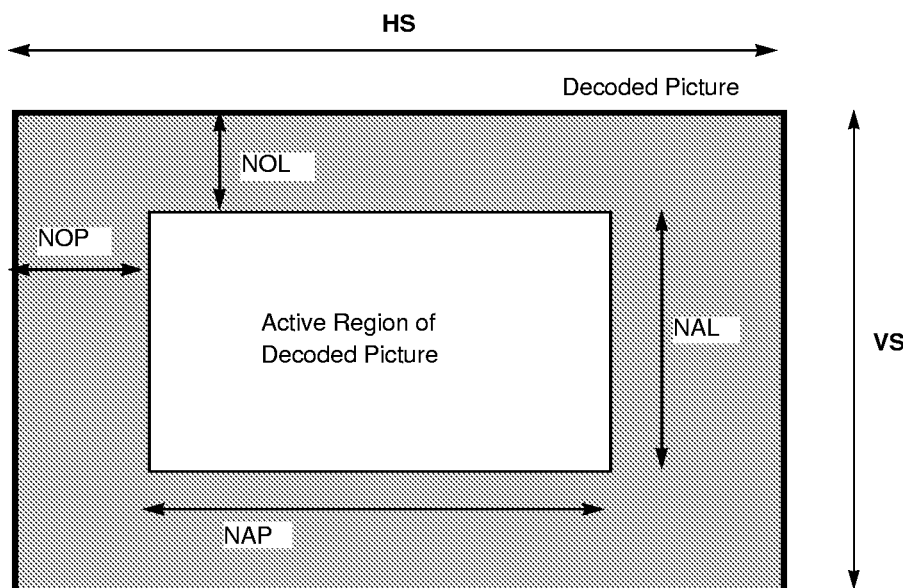 HS
Decoded Picture
NOL
NOP
Active Region of
Decoded Picture
NAL
VS
NAP